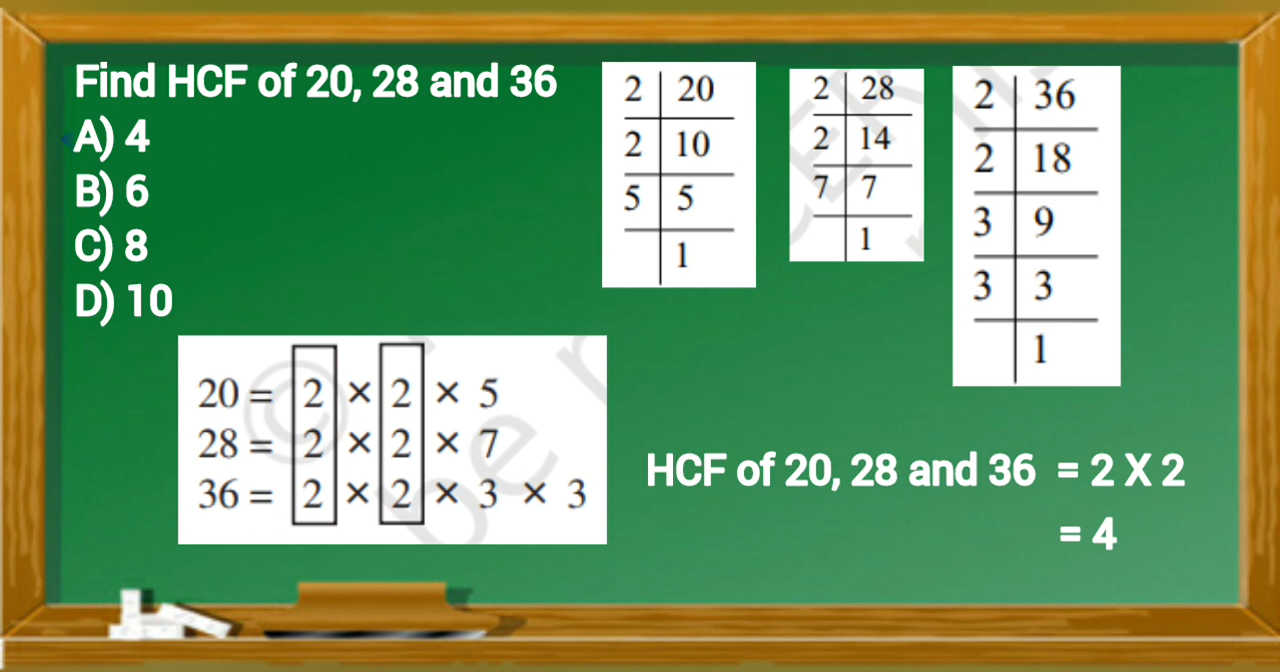 Find HCF of 20, 28 and 36
A) 4
B) 6
C) 8
D) 10
2 | 20
2 | 10
5 | 5
| 1
2 | 28
2 | 14
7 | 7
| 1
2 | 36
2 | 18
3 | 9
3 | 3
| 1
20 = 2 × 2 × 5
28 = 2 × 2 × 7
36 = 2 × 2 × 3 × 3
HCF of 20, 28 and 36 = 2 X 2
= 4